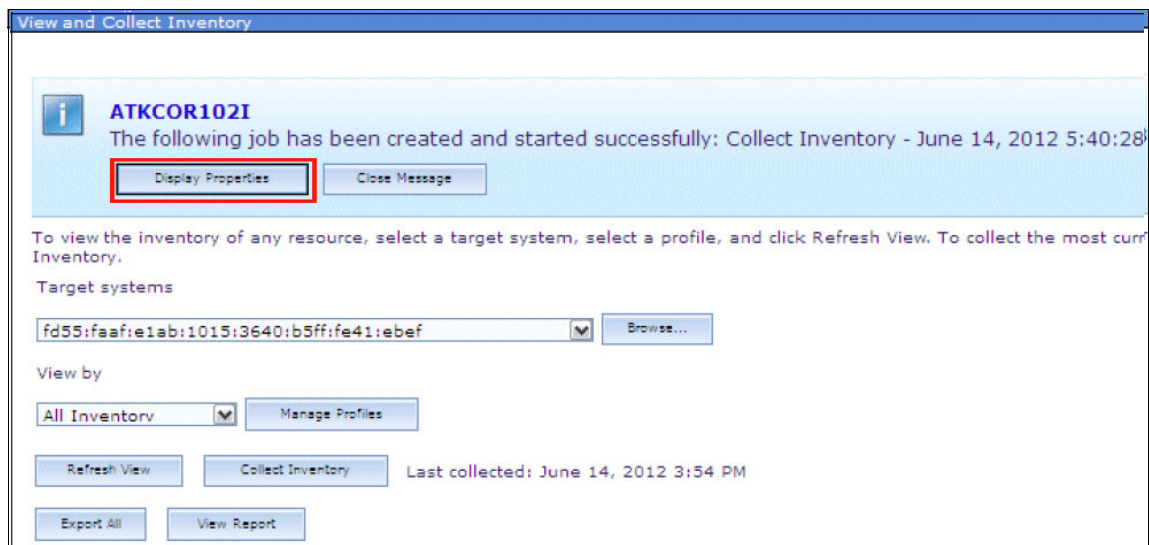 View and Collect Inventory
ATKCOR102I
The following job has been created and started successfully: Collect Inventory - June 14, 2012 5:40:28
Display Properties Close Message
To view the inventory of any resource, select a target system, select a profile, and click Refresh View. To collect the most curr
Inventory.
Target systems
fd55:faaf:e1ab:1015:3640:b5ff:fe41:ebef Browse...
View by
All Inventory Manage Profiles
Refresh View Collect Inventory Last collected: June 14, 2012 3:54 PM
Export All View Report